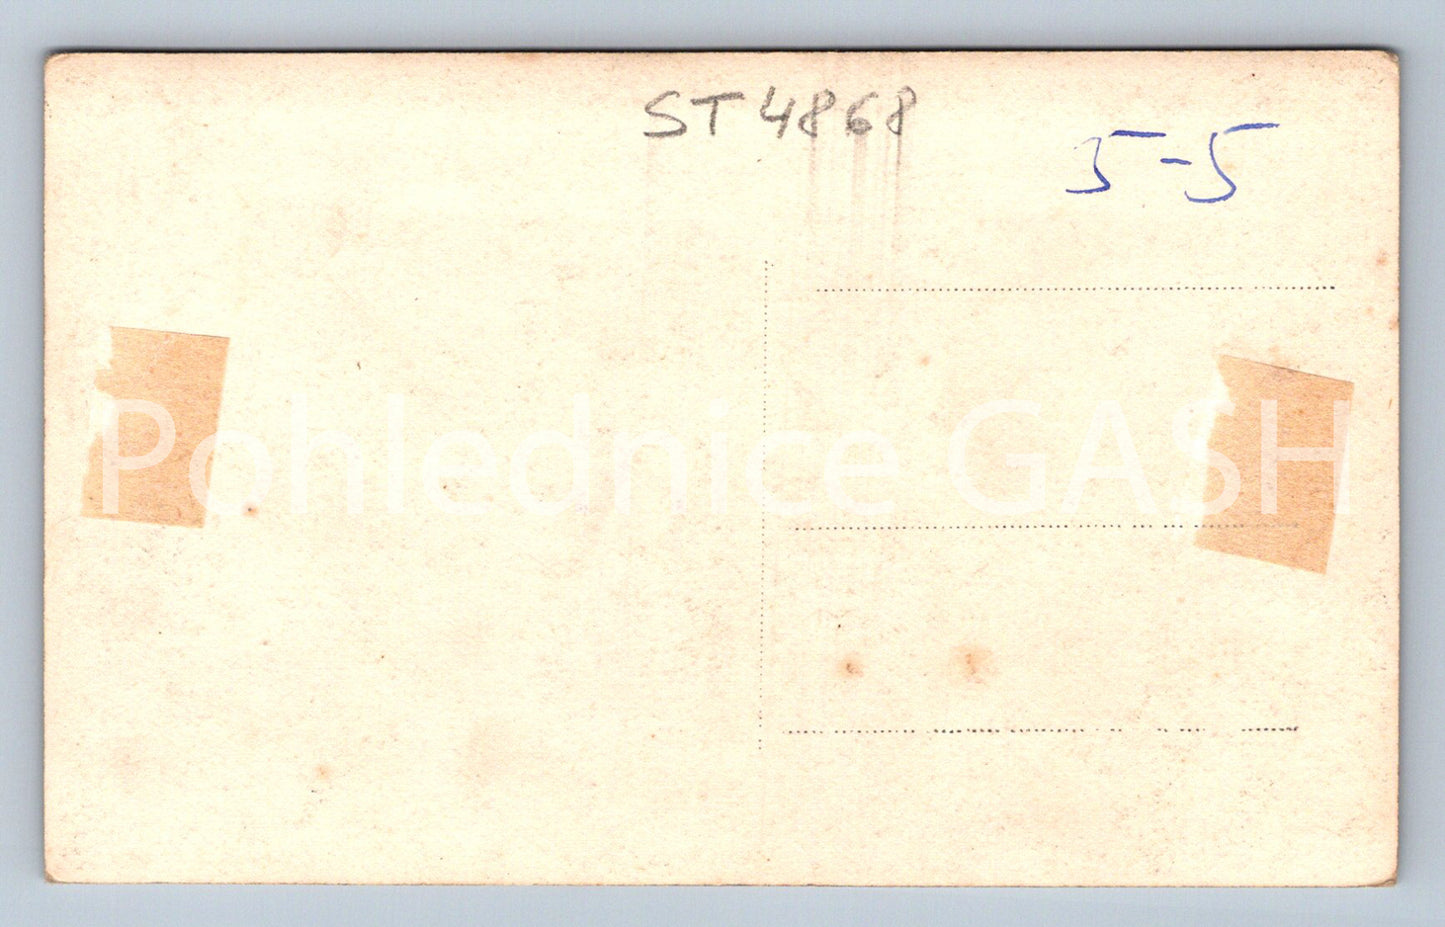 ST 4868
5-5
Pohlednice GASH